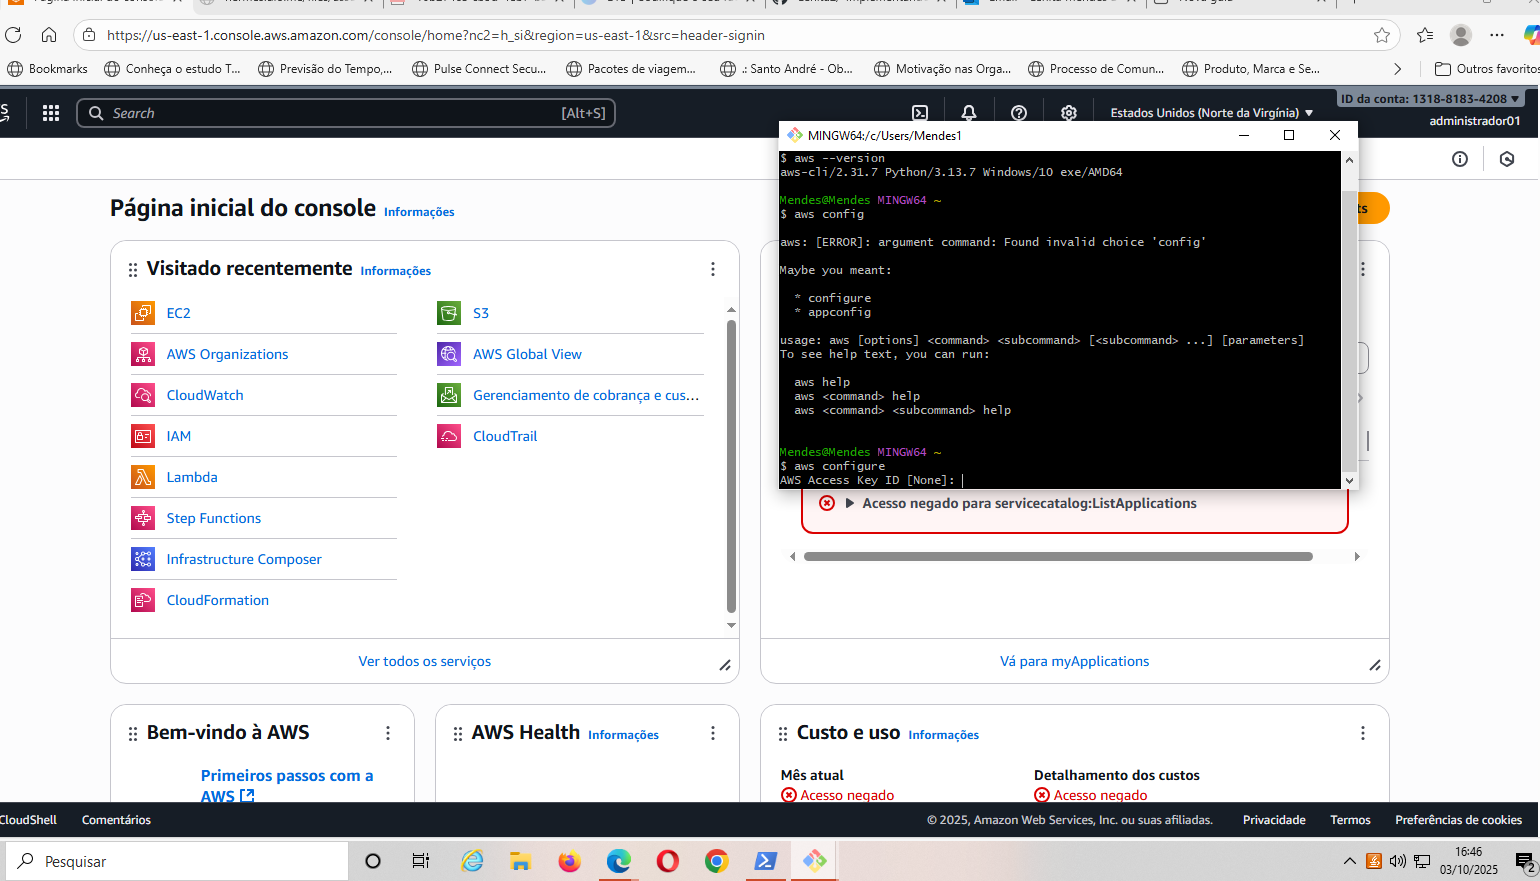 https://us-east-1.console.aws.amazon.com/console/home?nc2=h_si&region=us-east-1&src=header-signin
Bookmarks
Conheça o estudo T...
Previsão do Tempo,...
Pulse Connect Secu...
Pacotes de viagem...
.: Santo André - Ob...
Motivação nas Orga...
Processo de Comun...
Produto, Marca e Se...
Outros favoritos
Search
[Alt+S]
Estados Unidos (Norte da Virgínia) ▼
ID da conta: 1318-8183-4208 ▼
administrador01
MINGW64:/c/Users/Mendes1
$ aws --version
aws-cli/2.31.7 Python/3.13.7 Windows/10 exe/AMD64
Mendes@Mendes MINGW64 ~
$ aws config
aws: [ERROR]: argument command: Found invalid choice 'config'
Maybe you meant:
* configure
* appconfig
usage: aws [options] <command> <subcommand> [<subcommand> ...] [parameters]
To see help text, you can run:
aws help
aws <command> help
aws <command> <subcommand> help
Mendes@Mendes MINGW64 ~
$ aws configure
AWS Access Key ID [None]:
Página inicial do console
Informações
Visitado recentemente
Informações
EC2
AWS Organizations
CloudWatch
IAM
Lambda
Step Functions
Infrastructure Composer
CloudFormation
S3
AWS Global View
Gerenciamento de cobrança e cus...
CloudTrail
Ver todos os serviços
Acesso negado para servicecatalog:ListApplications
Vá para myApplications
Bem-vindo à AWS
Primeiros passos com a
AWS
AWS Health
Informações
Custo e uso
Informações
Mês atual
Acesso negado
Detalhamento dos custos
Acesso negado
CloudShell
Comentários
© 2025, Amazon Web Services, Inc. ou suas afiliadas.
Privacidade
Termos
Preferências de cookies
Pesquisar
16:46
03/10/2025
2